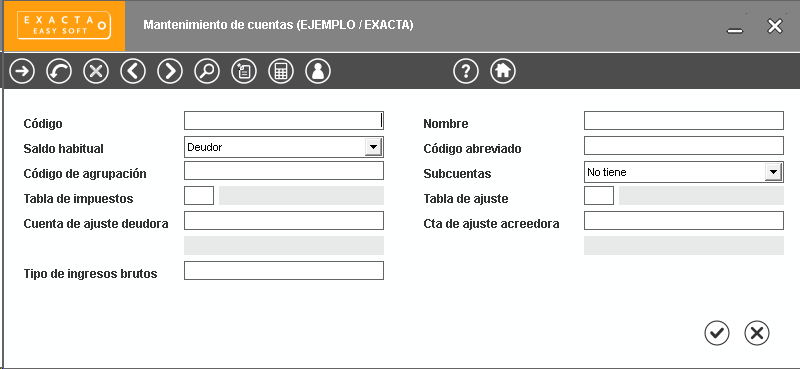 EXACTA
EASY SOFT
Mantenimiento de cuentas (EJEMPLO / EXACTA)
?
Código
Nombre
Saldo habitual
Deudor
Código abreviado
Código de agrupación
Subcuentas
No tiene
Tabla de impuestos
Tabla de ajuste
Cuenta de ajuste deudora
Cta de ajuste acreedora
Tipo de ingresos brutos